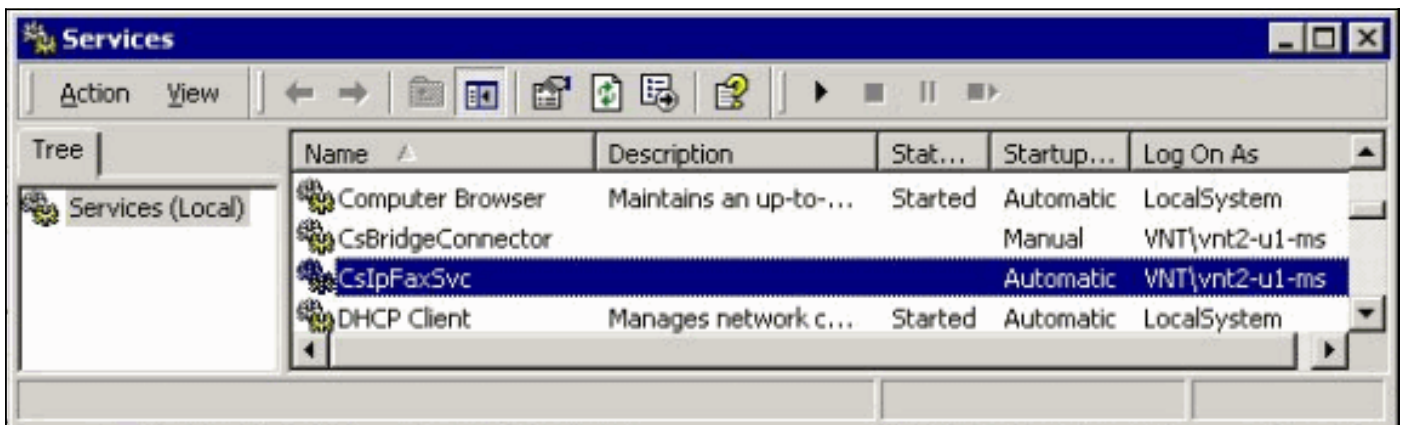 Services
Action View
Tree
Name Description Stat... Startup... Log On As
Services (Local)
Computer Browser Maintains an up-to-... Started Automatic LocalSystem
CsBridgeConnector Manual VNT\vnt2-u1-ms
CsIpFaxSvc Automatic VNT\vnt2-u1-ms
DHCP Client Manages network c... Started Automatic LocalSystem